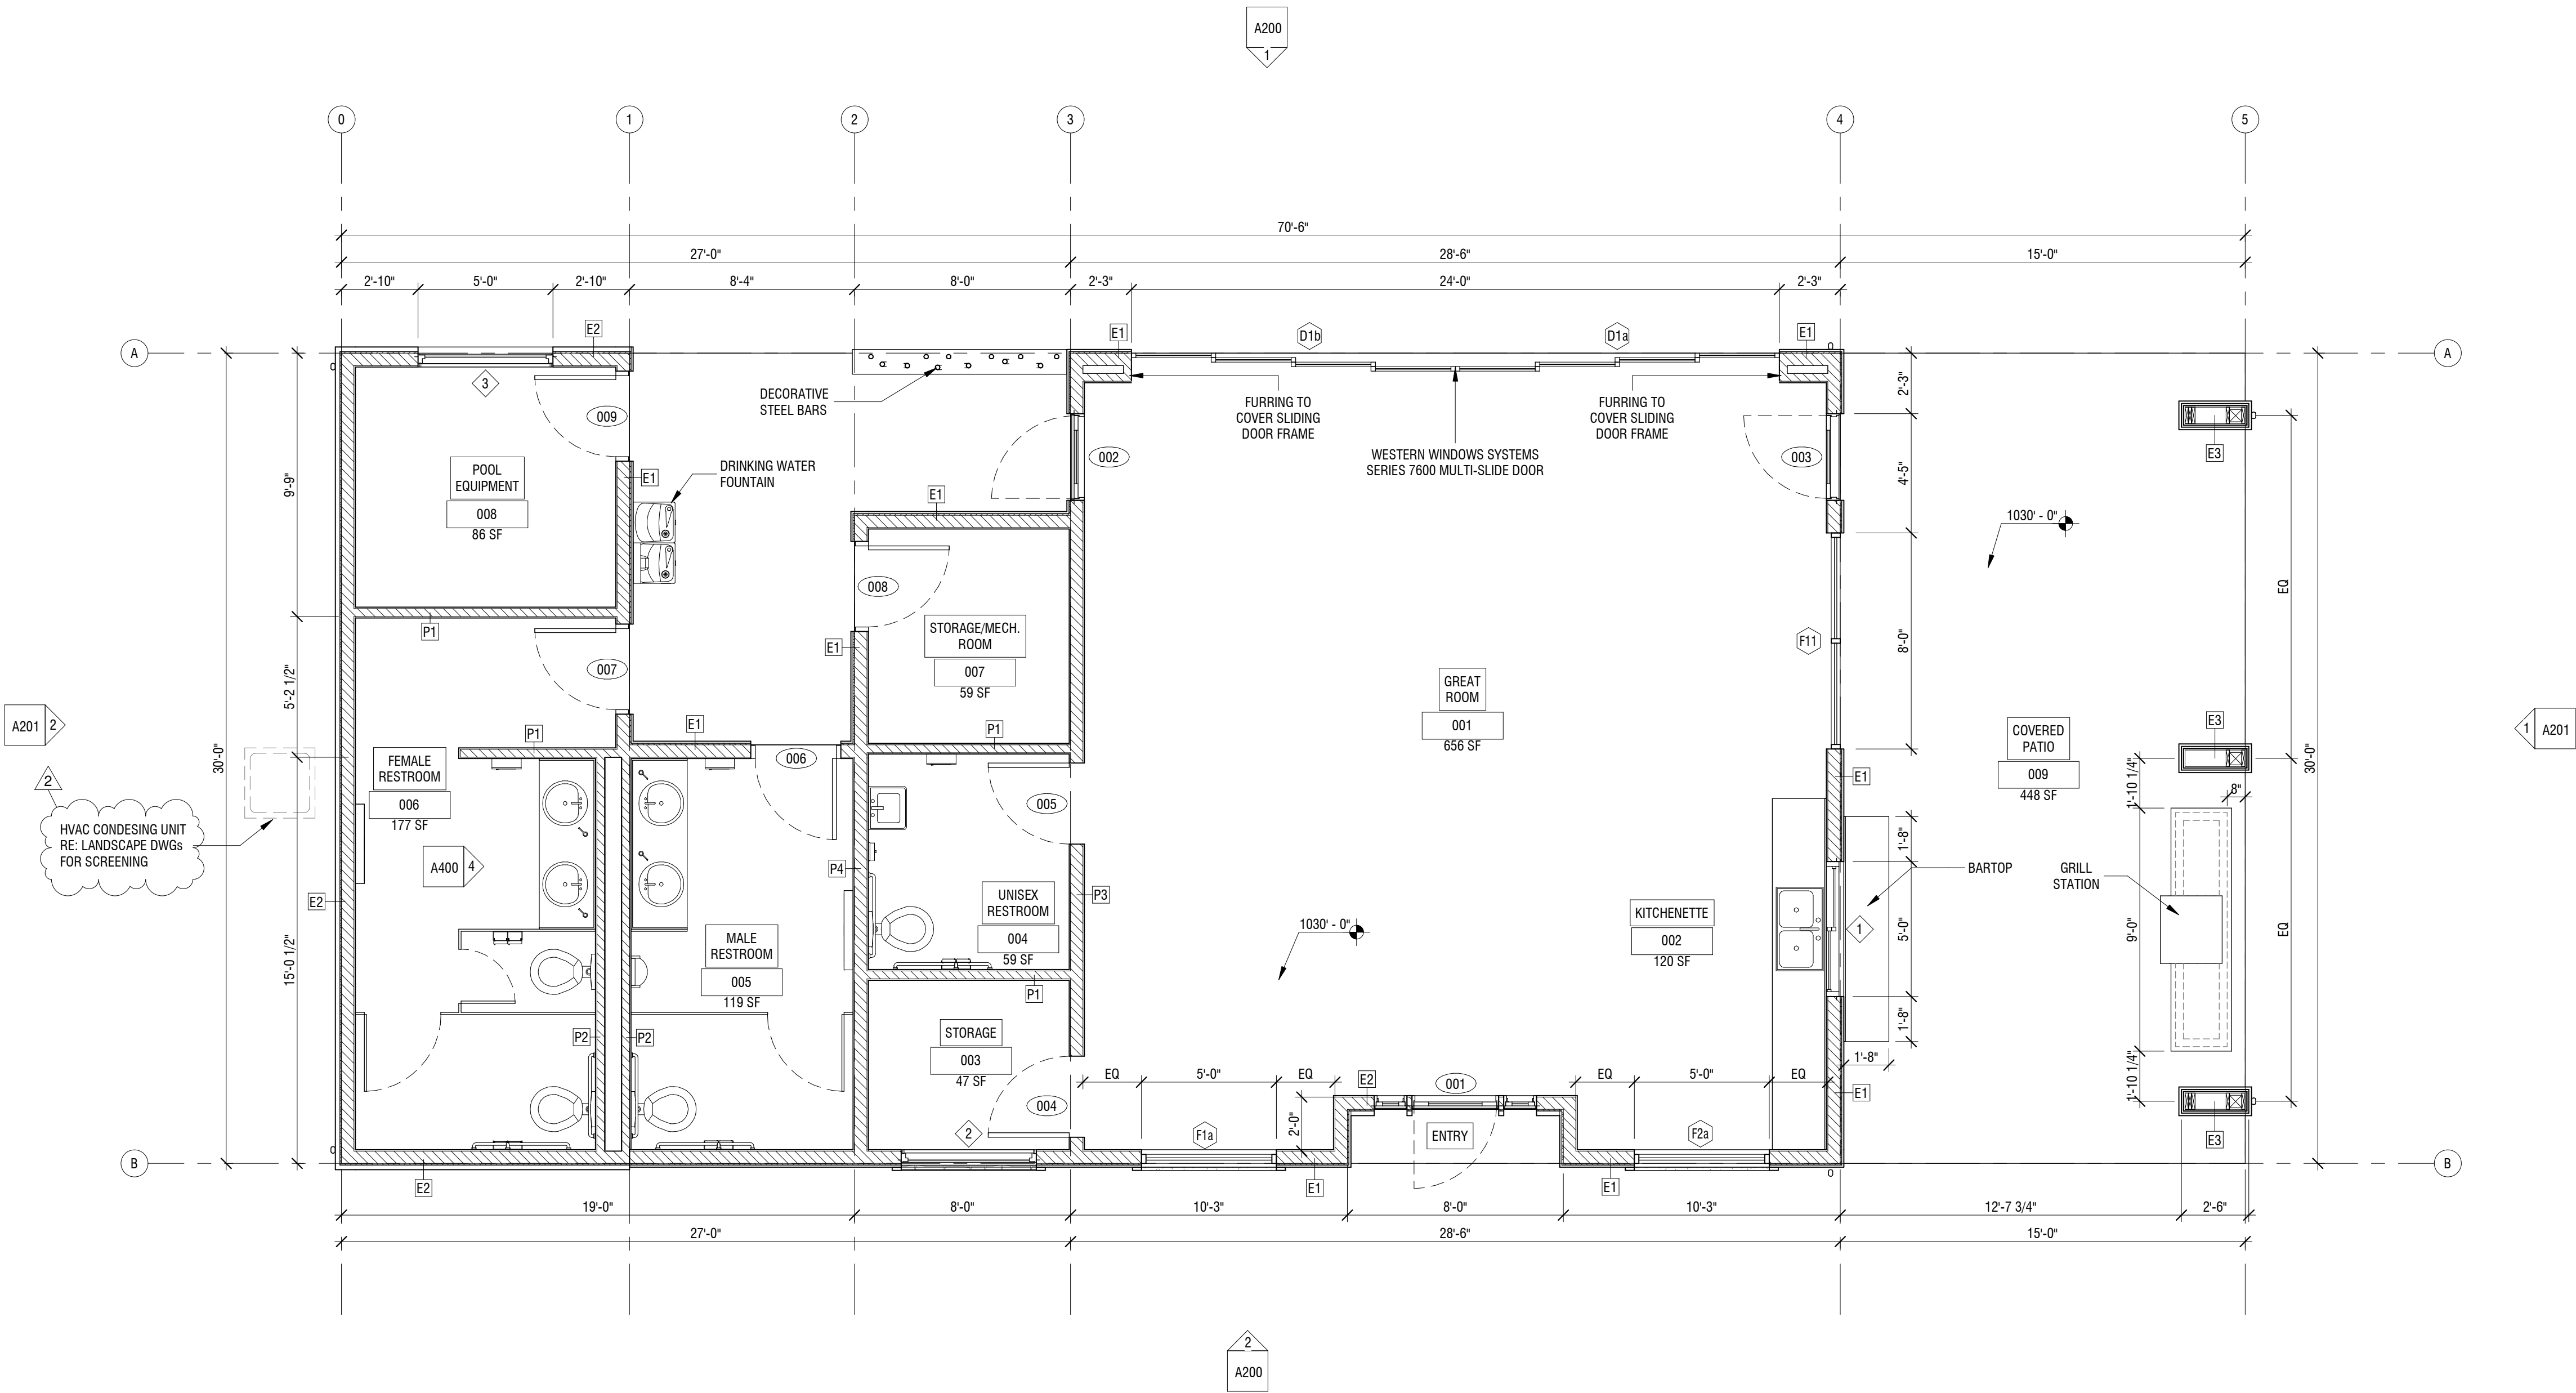 A200
1
0
1
2
3
4
5
70'-6"
27'-0"
28'-6"
15'-0"
2'-10"
5'-0"
2'-10"
8'-4"
8'-0"
2'-3"
24'-0"
2'-3"
E2
E1
D1b
D1a
E1
A
A
3
009
DECORATIVE
STEEL BARS
FURRING TO
COVER SLIDING
DOOR FRAME
FURRING TO
COVER SLIDING
DOOR FRAME
2'-3"
002
003
WESTERN WINDOWS SYSTEMS
SERIES 7600 MULTI-SLIDE DOOR
E3
POOL
EQUIPMENT
008
86 SF
E1
DRINKING WATER
FOUNTAIN
9'-9"
E1
4'-5"
1030' - 0"
008
EQ
P1
STORAGE/MECH.
ROOM
007
59 SF
E1
F11
8'-0"
007
5'-2 1/2"
GREAT
ROOM
001
656 SF
A201
2
E1
P1
P1
E3
COVERED
PATIO
009
448 SF
1
A201
30'-0"
30'-0"
006
FEMALE
RESTROOM
006
177 SF
2
HVAC CONDESING UNIT
RE: LANDSCAPE DWGs
FOR SCREENING
E1
1'-10 1/4"
8"
005
1'-8"
A400
4
P4
P3
BARTOP
GRILL
STATION
E2
UNISEX
RESTROOM
004
59 SF
KITCHENETTE
002
120 SF
1
5'-0"
9'-0"
EQ
1030' - 0"
MALE
RESTROOM
005
119 SF
15'-0 1/2"
P1
P2
P2
STORAGE
003
47 SF
1'-8"
1'-8"
EQ
5'-0"
EQ
E2
001
EQ
5'-0"
EQ
E1
1'-10 1/4"
004
2
2'-0"
F1a
ENTRY
F2a
E3
B
B
E2
E1
E1
19'-0"
8'-0"
10'-3"
8'-0"
10'-3"
12'-7 3/4"
2'-6"
27'-0"
28'-6"
15'-0"
2
A200